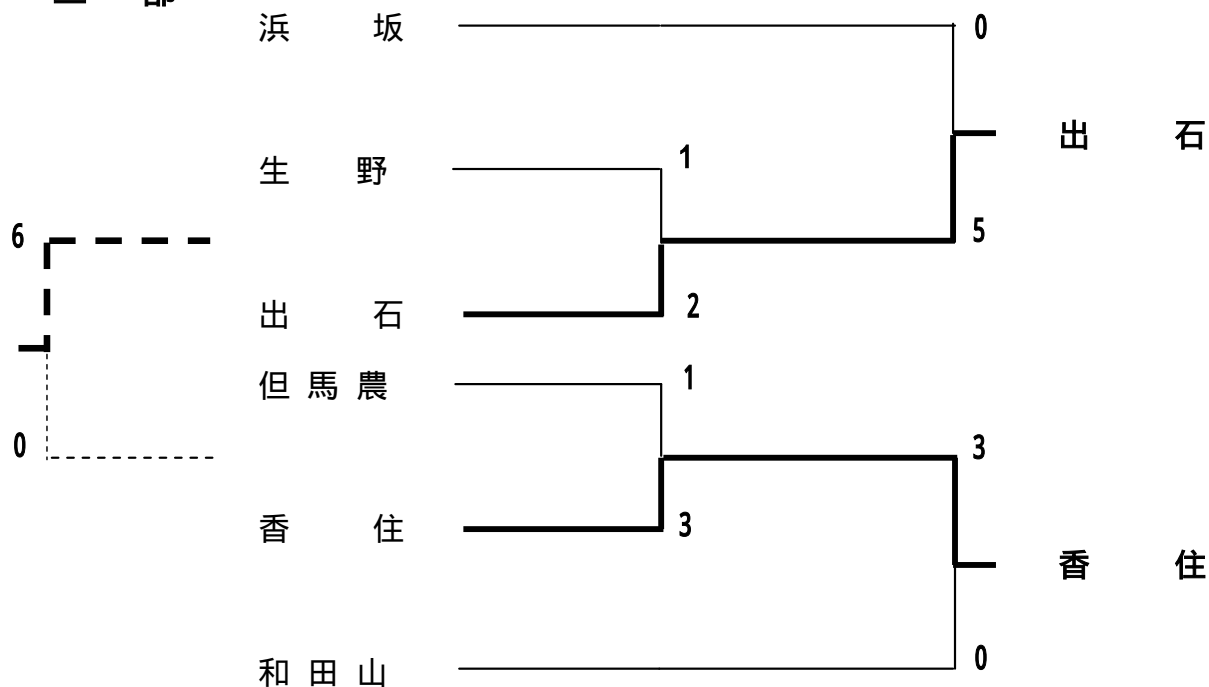 浜 坂 0
出 石
生 野 1
6 5
出 石 2
但馬農 1
0 3
香 住 3
香 住
和田山 0